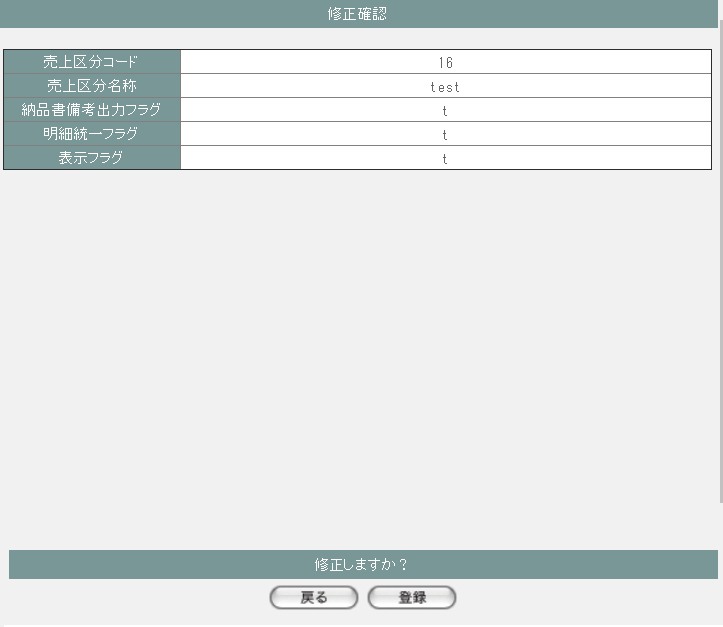 修正確認
売上区分コード 16
売上区分名称 test
納品書備考出力フラグ t
明細統一フラグ t
表示フラグ t
修正しますか？
戻る 登録